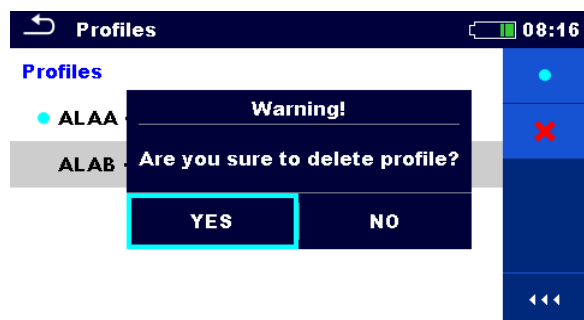 Profiles
08:16
Profiles
ALAA
Warning!
Are you sure to delete profile?
ALAB
YES
NO